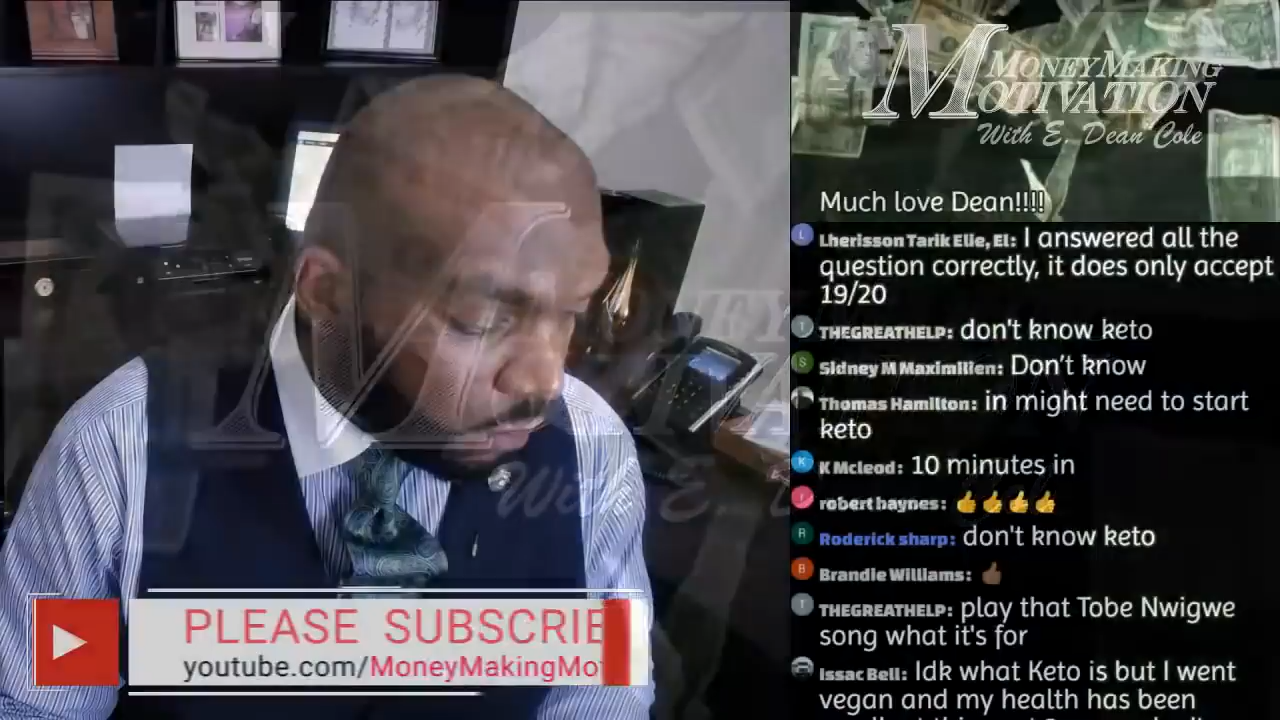 MONEYMAKING
MOTIVATION
With E. Dean Cole
Much love Dean!!!!
Lherisson Tarik Elie, El: I answered all the
question correctly, it does only accept
19/20
THEGREATHELP: don't know keto
Sidney M Maximilien: Don’t know
Thomas Hamilton: in might need to start
keto
K Mcleod: 10 minutes in
robert haynes: 👍👍👍👍
Roderick sharp: don't know keto
Brandie Williams: 👍🏾
THEGREATHELP: play that Tobe Nwigwe
song what it's for
Issac Bell: Idk what Keto is but I went
vegan and my health has been
PLEASE SUBSCRIBE
youtube.com/MoneyMakingMo